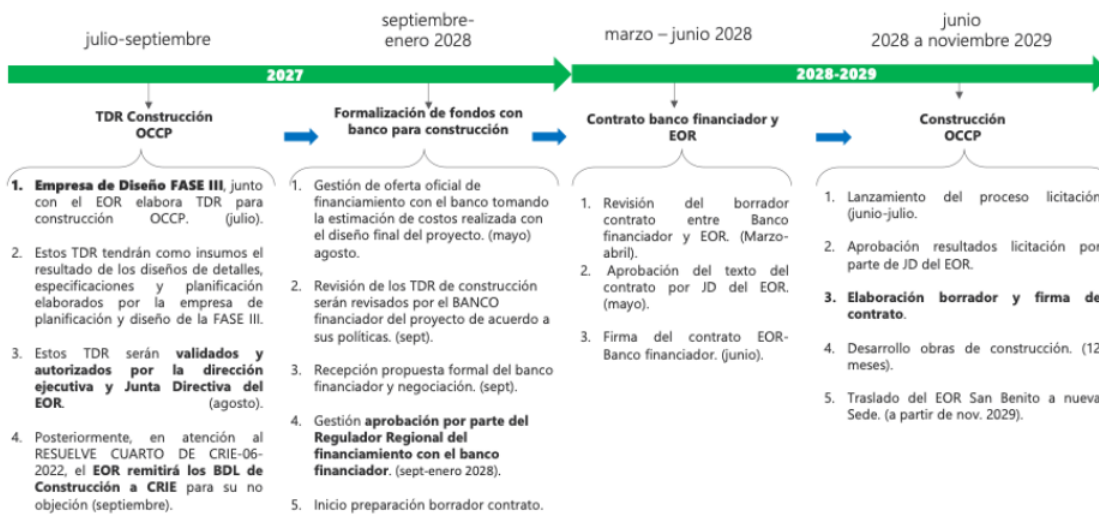 julio-septiembre
septiembre-
enero 2028
marzo – junio 2028
junio
2028 a noviembre 2029
2027
2028-2029
TDR Construcción
OCCP
Formalización de fondos con
banco para construcción
Contrato banco financiador y
EOR
Construcción
OCCP
1. Empresa de Diseño FASE III, junto
con el EOR elabora TDR para
construcción OCCP. (julio).
2. Estos TDR tendrán como insumos el
resultado de los diseños de detalles,
especificaciones y planificación
elaborados por la empresa de
planificación y diseño de la FASE III.
3. Estos TDR serán validados y
autorizados por la dirección
ejecutiva y Junta Directiva del
EOR. (agosto).
4. Posteriormente, en atención al
RESUELVE CUARTO DE CRIE-06-
2022, el EOR remitirá los BDL de
Construcción a CRIE para su no
objeción (septiembre).
1. Gestión de oferta oficial de
financiamiento con el banco tomando
la estimación de costos realizada con
el diseño final del proyecto. (mayo)
agosto.
2. Revisión de los TDR de construcción
serán revisados por el BANCO
financiador del proyecto de acuerdo a
sus políticas. (sept).
3. Recepción propuesta formal del banco
financiador y negociación. (sept).
4. Gestión aprobación por parte del
Regulador Regional del
financiamiento con el banco
financiador. (sept-enero 2028).
5. Inicio preparación borrador contrato.
1. Revisión del borrador
contrato entre Banco
financiador y EOR. (Marzo-
abril).
2. Aprobación del texto del
contrato por JD del EOR.
(mayo).
3. Firma del contrato EOR-
Banco financiador. (junio).
1. Lanzamiento del proceso licitación
(junio-julio.
2. Aprobación resultados licitación por
parte de JD del EOR.
3. Elaboración borrador y firma de
contrato.
4. Desarrollo obras de construcción. (12
meses).
5. Traslado del EOR San Benito a nueva
Sede. (a partir de nov. 2029).